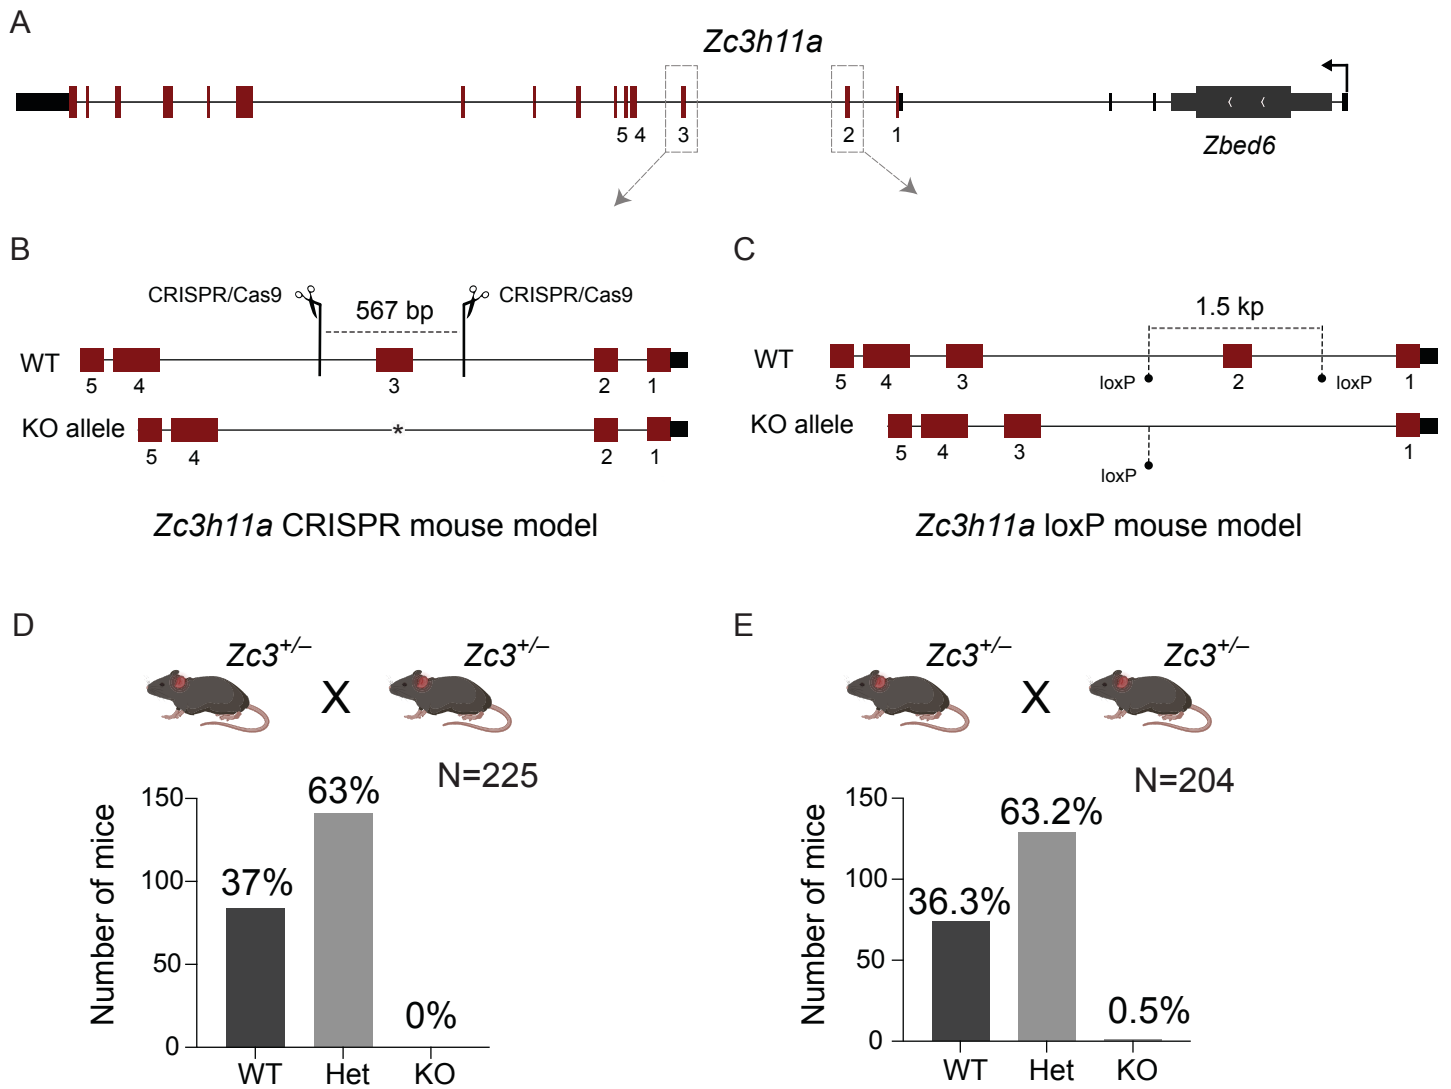 A
Zc3h11a
5 4 3 2 1
Zbed6
B
CRISPR/Cas9 CRISPR/Cas9
567 bp
WT
5 4 3 2 1
KO allele
*
5 4 2 1
Zc3h11a CRISPR mouse model
C
1.5 kp
WT
loxP loxP
5 4 3 2 1
KO allele
5 4 3 1
loxP
Zc3h11a loxP mouse model
D
Zc3+/– Zc3+/–
X
N=225
Number of mice
150
100
50
0
37%
63%
0%
WT Het KO
E
Zc3+/– Zc3+/–
X
N=204
Number of mice
150
100
50
0
36.3%
63.2%
0.5%
WT Het KO